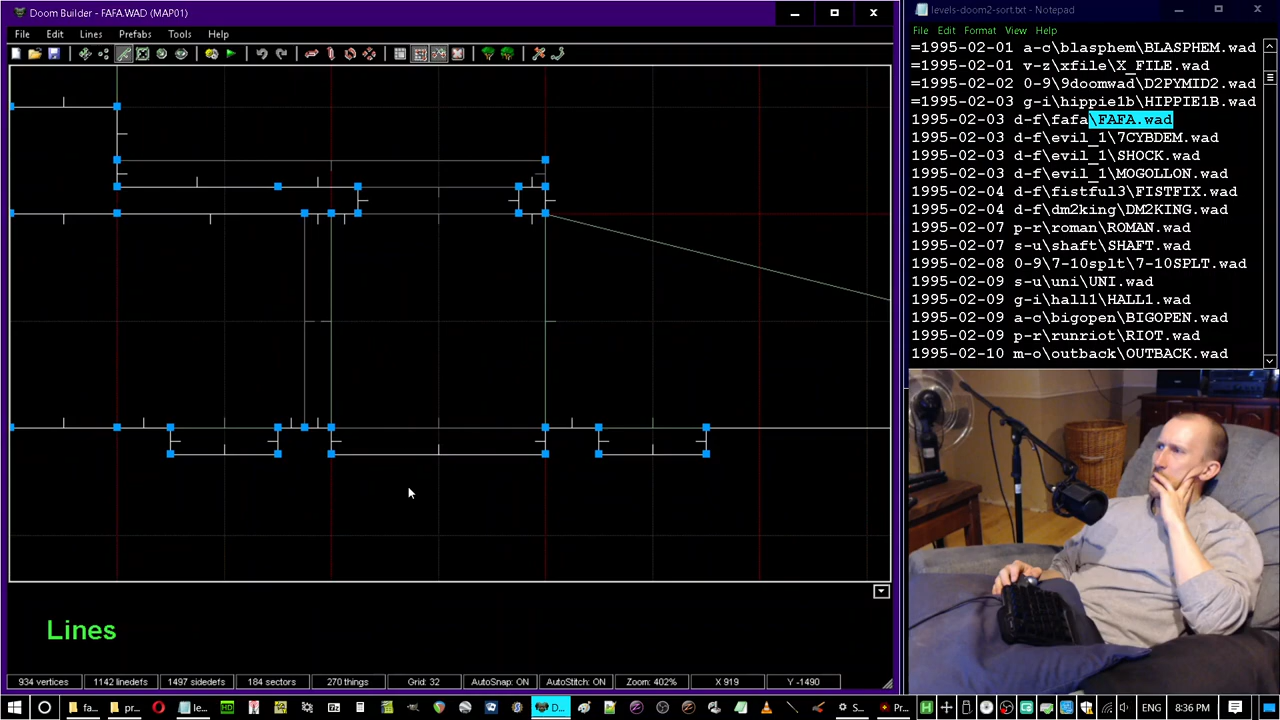 Doom Builder - FAFA.WAD (MAP01)
File Edit Lines Prefabs Tools Help
Lines
934 vertices 1142 linedefs 1497 sidedefs 184 sectors 270 things Grid: 32 AutoSnap: ON AutoStitch: ON Zoom: 402% X 919 Y -1490
levels-doom2-sort.txt - Notepad
File Edit Format View Help
=1995-02-01 a-c\blasphem\BLASPHEM.wad
=1995-02-01 v-z\xfile\X_FILE.wad
=1995-02-02 0-9\9doomwad\D2PYMID2.wad
=1995-02-03 g-i\hippie1b\HIPPIE1B.wad
1995-02-03 d-f\fafa\FAFA.wad
1995-02-03 d-f\evil_1\7CYBDEM.wad
1995-02-03 d-f\evil_1\SHOCK.wad
1995-02-03 d-f\evil_1\MOGOLLON.wad
1995-02-04 d-f\fistful3\FISTFIX.wad
1995-02-04 d-f\dm2king\DM2KING.wad
1995-02-07 p-r\roman\ROMAN.wad
1995-02-07 s-u\shaft\SHAFT.wad
1995-02-08 0-9\7-10splt\7-10SPLT.wad
1995-02-09 s-u\uni\UNI.wad
1995-02-09 g-i\hall1\HALL1.wad
1995-02-09 a-c\bigopen\BIGOPEN.wad
1995-02-09 p-r\runriot\RIOT.wad
1995-02-10 m-o\outback\OUTBACK.wad
fa... pr... le... D... S... Pr... ENG 8:36 PM